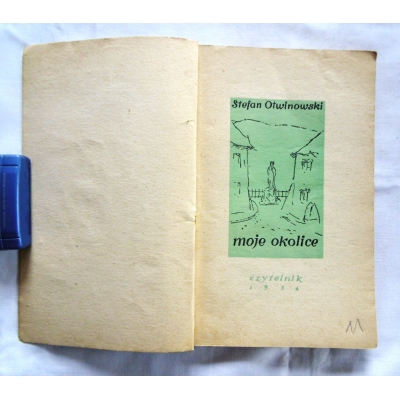 Stefan Otwinowski
moje okolice
czytelnik
1956